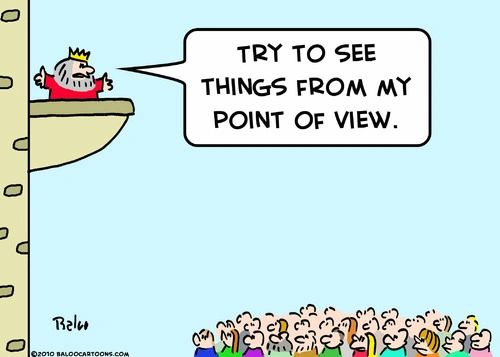 TRY TO SEE
THINGS FROM MY
POINT OF VIEW.
Baloo
©2010 BALOOCARTOONS.COM